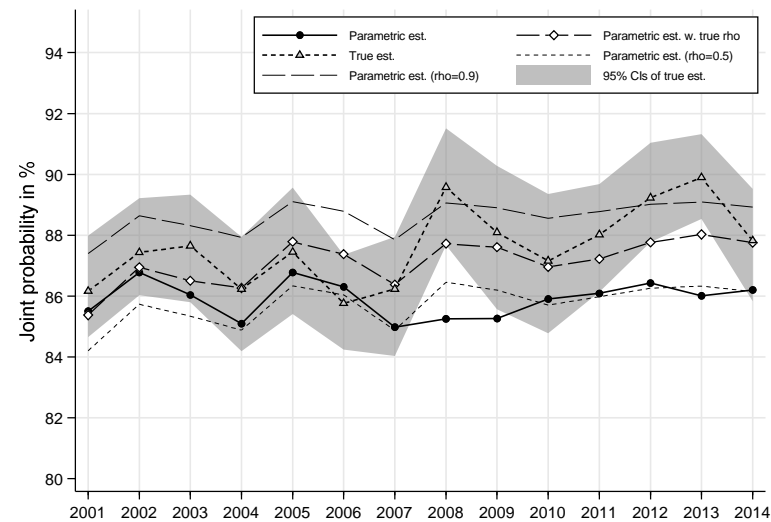 Parametric est.
Parametric est. w. true rho
True est.
Parametric est. (rho=0.5)
Parametric est. (rho=0.9)
95% CIs of true est.
Joint probability in %
94
92
90
88
86
84
82
80
2001 2002 2003 2004 2005 2006 2007 2008 2009 2010 2011 2012 2013 2014